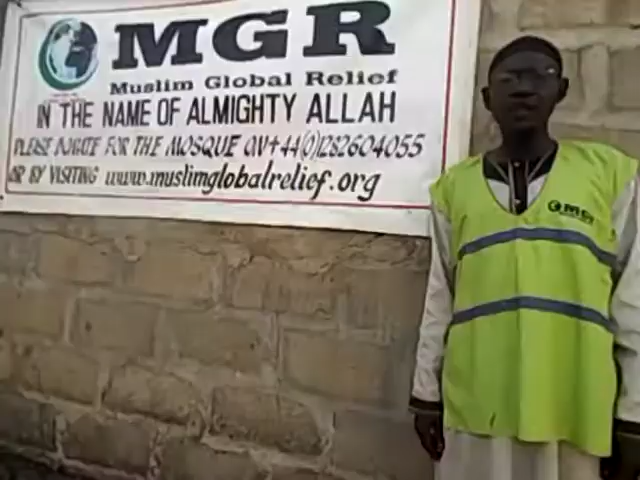 MGR
Muslim Global Relief
IN THE NAME OF ALMIGHTY ALLAH
PLEASE DONATE FOR THE MOSQUE ON +44(0)1282604055
OR BY VISITING www.muslimglobalrelief.org
MGR